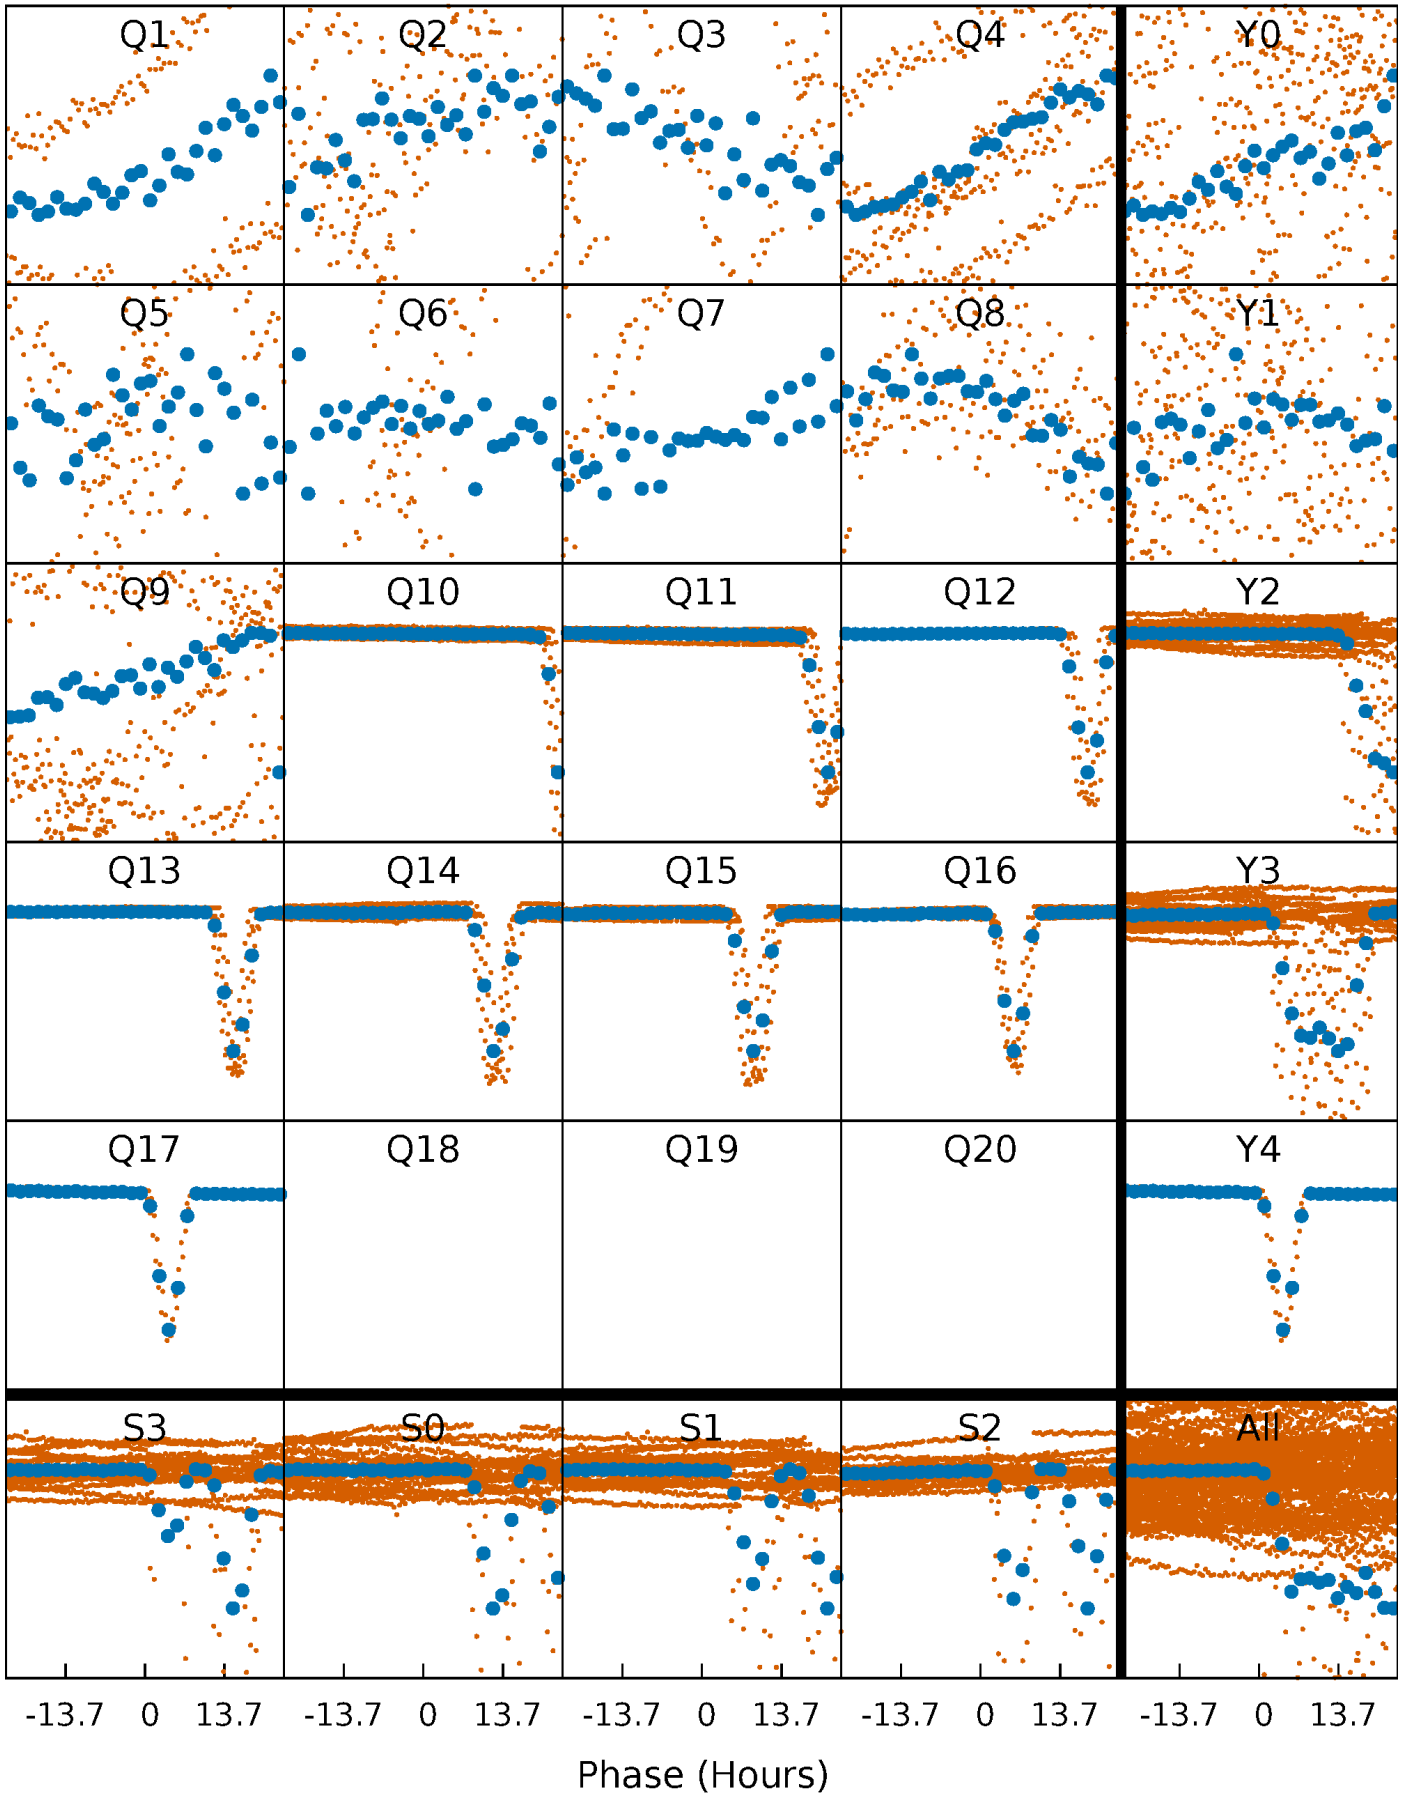 Q1 Q2 Q3 Q4 Y0
Q5 Q6 Q7 Q8 Y1
Q9 Q10 Q11 Q12 Y2
Q13 Q14 Q15 Q16 Y3
Q17 Q18 Q19 Q20 Y4
S3 S0 S1 S2 All
-13.7 0 13.7 -13.7 0 13.7 -13.7 0 13.7 -13.7 0 13.7 -13.7 0 13.7
Phase (Hours)